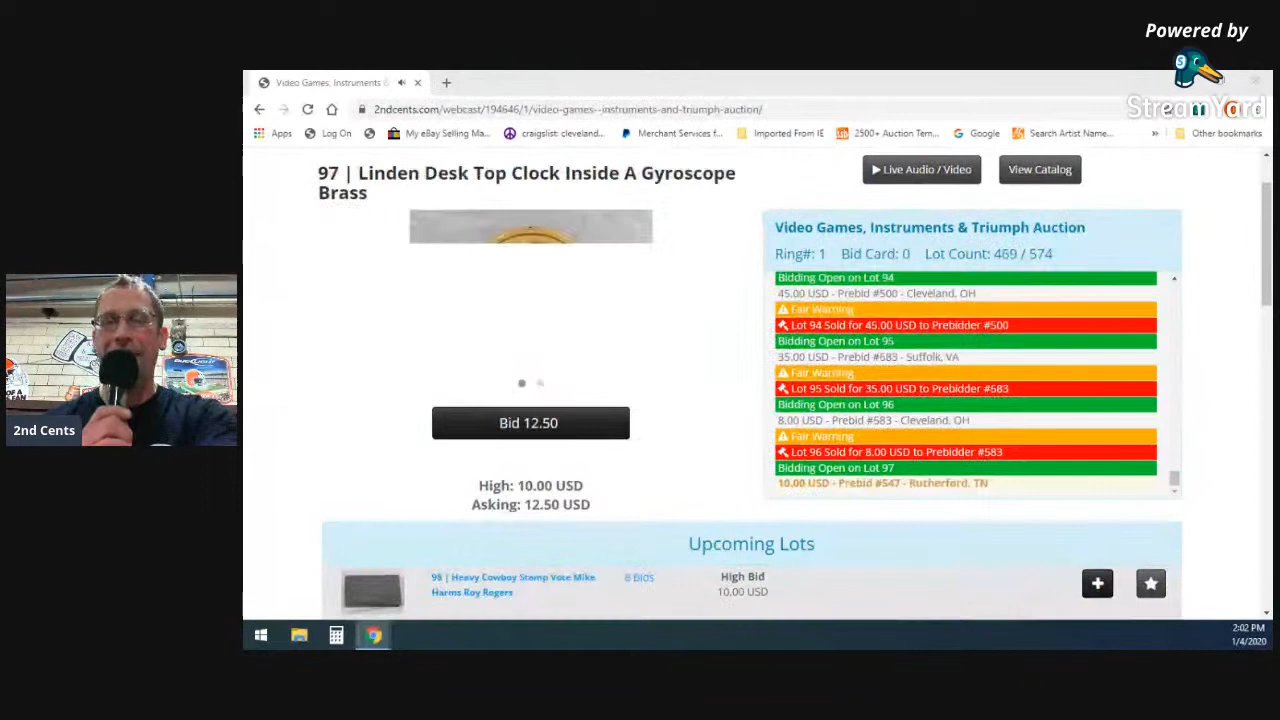 Powered by
StreamYard
Video Games, Instruments
2ndcents.com/webcast/194646/1/video-games--instruments-and-triumph-auction/
Apps Log On My eBay Selling Ma... craigslist: cleveland... Merchant Services f... Imported From IE 2500+ Auction Tem... Google Search Artist Name... » Other bookmarks
97 | Linden Desk Top Clock Inside A Gyroscope
Brass
Live Audio / Video
View Catalog
Video Games, Instruments & Triumph Auction
Ring#: 1 Bid Card: 0 Lot Count: 469 / 574
Bidding Open on Lot 94
45.00 USD - Prebid #500 - Cleveland, OH
Fair Warning
Lot 94 Sold for 45.00 USD to Prebidder #500
Bidding Open on Lot 95
35.00 USD - Prebid #683 - Suffolk, VA
Fair Warning
Lot 95 Sold for 35.00 USD to Prebidder #683
Bidding Open on Lot 96
8.00 USD - Prebid #583 - Cleveland, OH
Fair Warning
Lot 96 Sold for 8.00 USD to Prebidder #583
Bidding Open on Lot 97
10.00 USD - Prebid #547 - Rutherford, TN
Bid 12.50
High: 10.00 USD
Asking: 12.50 USD
BUD LIGHT
2nd Cents
Upcoming Lots
98 | Heavy Cowboy Stamp Vote Mike
Harms Roy Rogers
8 Bids
High Bid
10.00 USD
2:02 PM
1/4/2020